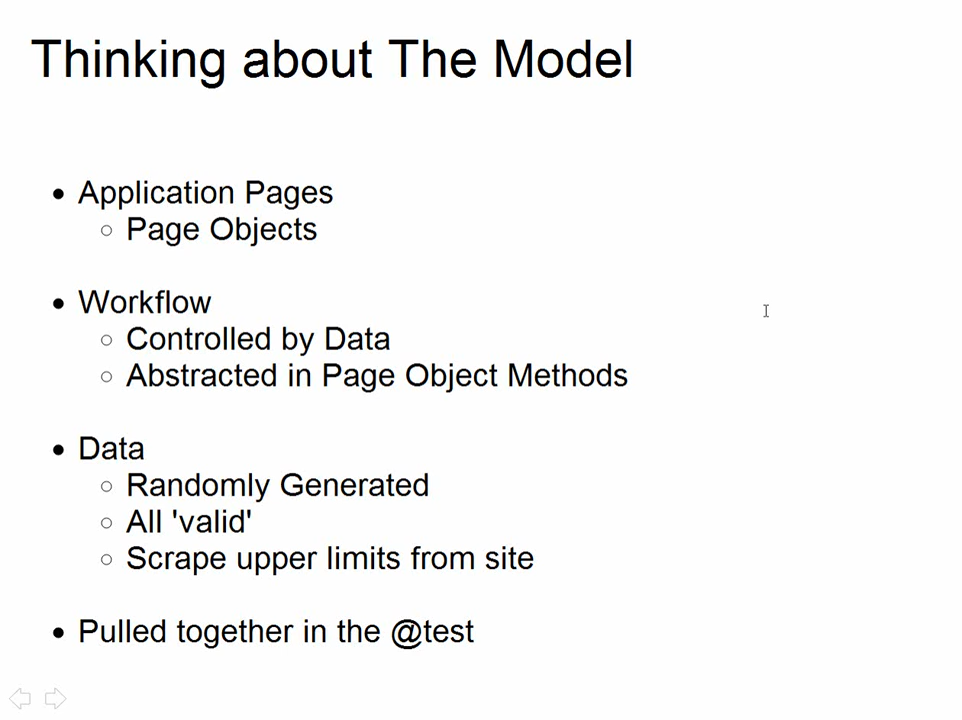 Thinking about The Model
Application Pages
Page Objects
Workflow
Controlled by Data
Abstracted in Page Object Methods
Data
Randomly Generated
All 'valid'
Scrape upper limits from site
Pulled together in the @test